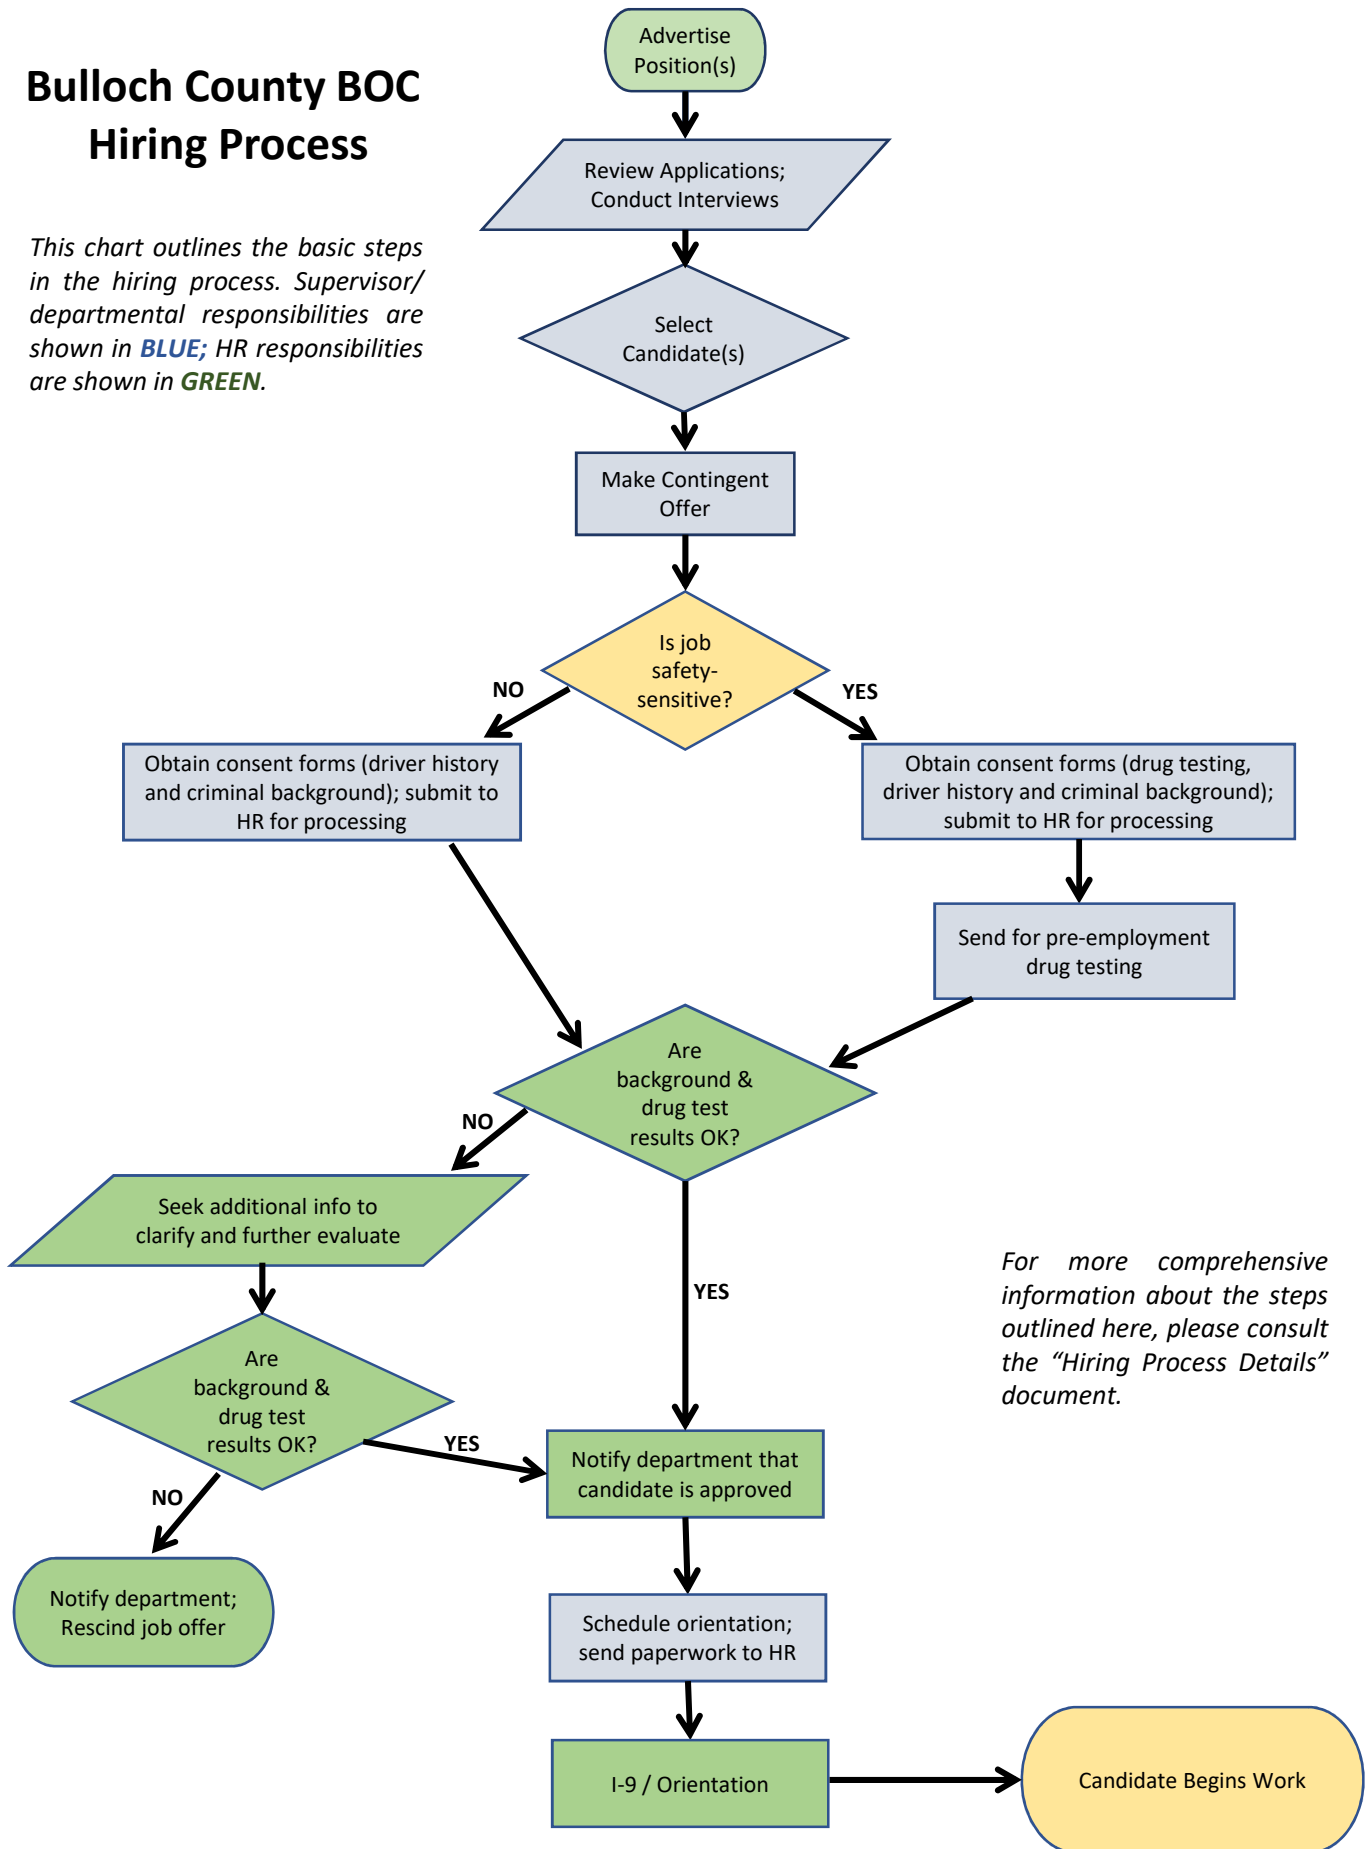 Bulloch County BOC
Hiring Process
This chart outlines the basic steps
in the hiring process. Supervisor/
departmental responsibilities are
shown in BLUE; HR responsibilities
are shown in GREEN.
Advertise
Position(s)
Review Applications;
Conduct Interviews
Select
Candidate(s)
Make Contingent
Offer
Is job
safety-
sensitive?
NO
YES
Obtain consent forms (driver history
and criminal background); submit to
HR for processing
Obtain consent forms (drug testing,
driver history and criminal background);
submit to HR for processing
Send for pre-employment
drug testing
Are
background &
drug test
results OK?
NO
YES
Seek additional info to
clarify and further evaluate
For more comprehensive
information about the steps
outlined here, please consult
the “Hiring Process Details”
document.
Are
background &
drug test
results OK?
YES
NO
Notify department that
candidate is approved
Notify department;
Rescind job offer
Schedule orientation;
send paperwork to HR
I-9 / Orientation
Candidate Begins Work